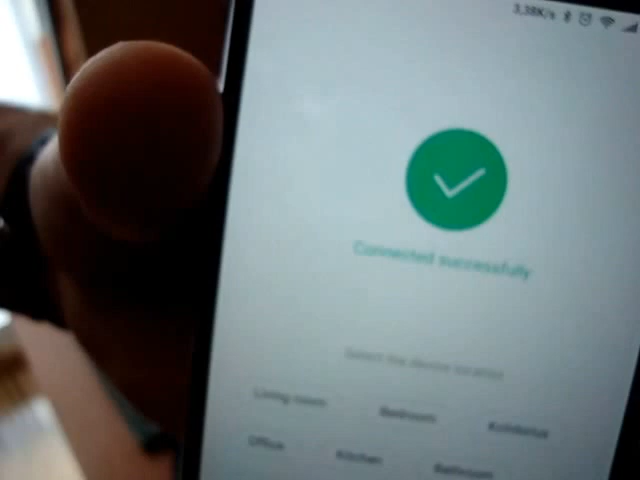 3,38K/s
Connected successfully
Select the device location
Living room Bedroom
Office Kitchen Bathroom